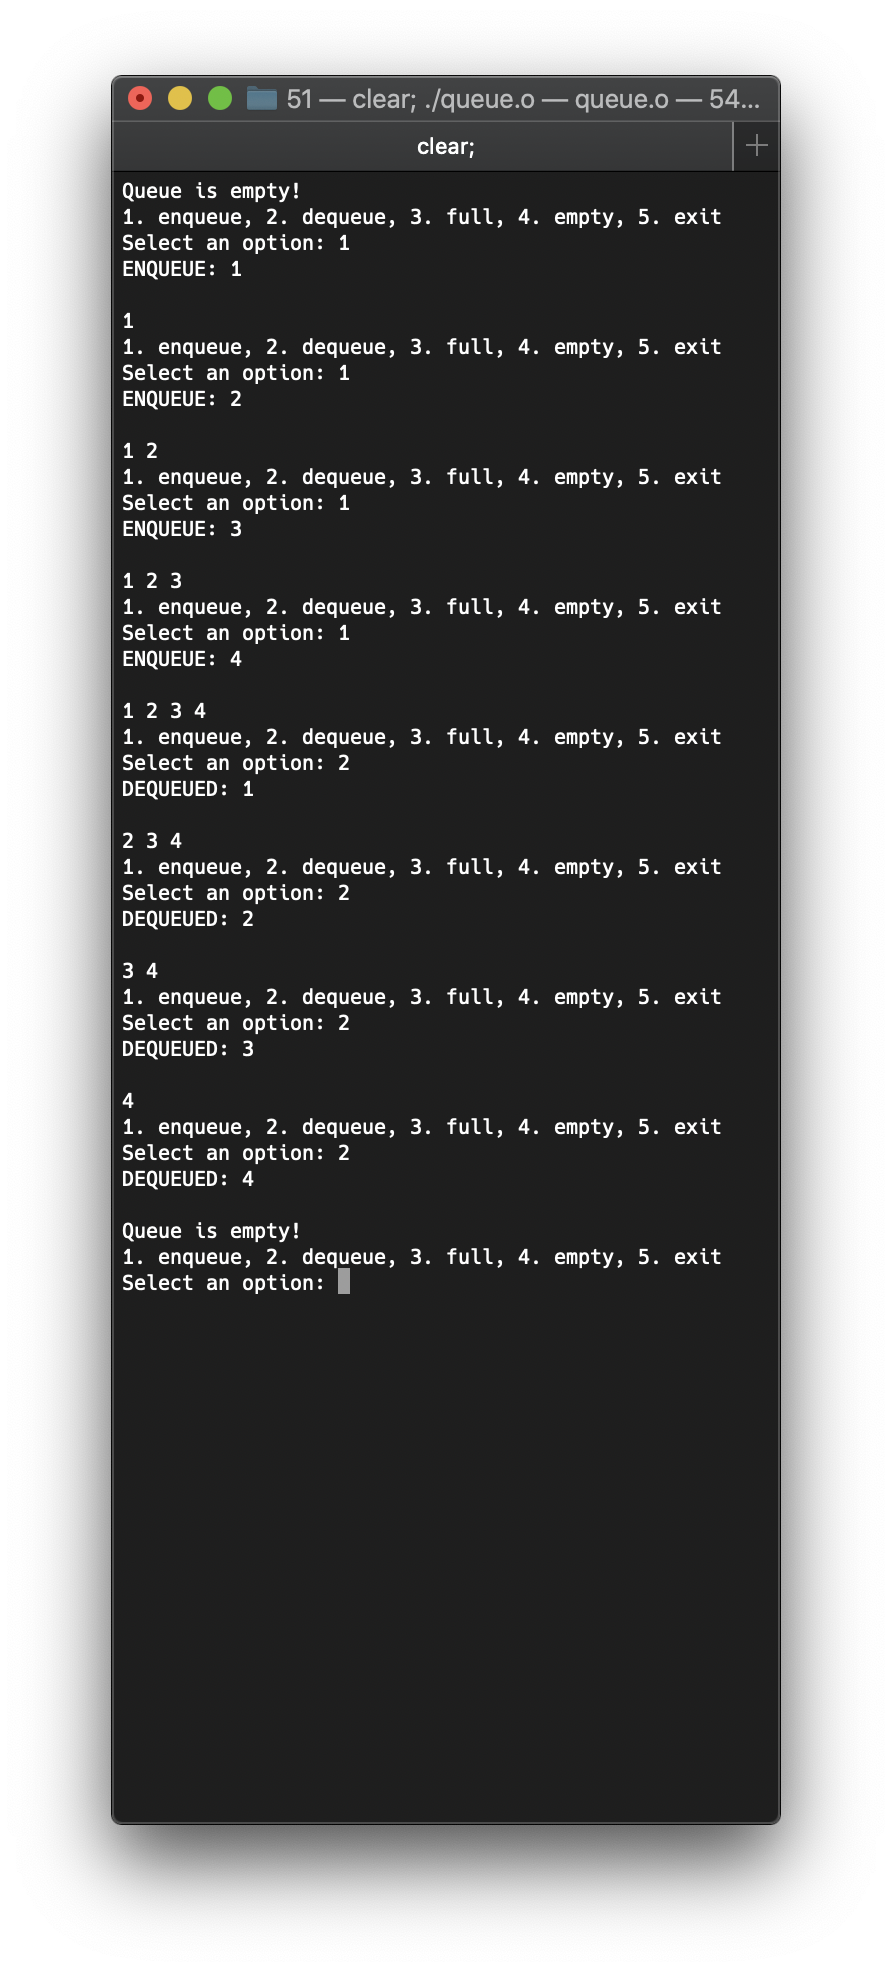 51 — clear; ./queue.o — queue.o — 54...
clear;
Queue is empty!
1. enqueue, 2. dequeue, 3. full, 4. empty, 5. exit
Select an option: 1
ENQUEUE: 1
1
1. enqueue, 2. dequeue, 3. full, 4. empty, 5. exit
Select an option: 1
ENQUEUE: 2
1 2
1. enqueue, 2. dequeue, 3. full, 4. empty, 5. exit
Select an option: 1
ENQUEUE: 3
1 2 3
1. enqueue, 2. dequeue, 3. full, 4. empty, 5. exit
Select an option: 1
ENQUEUE: 4
1 2 3 4
1. enqueue, 2. dequeue, 3. full, 4. empty, 5. exit
Select an option: 2
DEQUEUED: 1
2 3 4
1. enqueue, 2. dequeue, 3. full, 4. empty, 5. exit
Select an option: 2
DEQUEUED: 2
3 4
1. enqueue, 2. dequeue, 3. full, 4. empty, 5. exit
Select an option: 2
DEQUEUED: 3
4
1. enqueue, 2. dequeue, 3. full, 4. empty, 5. exit
Select an option: 2
DEQUEUED: 4
Queue is empty!
1. enqueue, 2. dequeue, 3. full, 4. empty, 5. exit
Select an option: